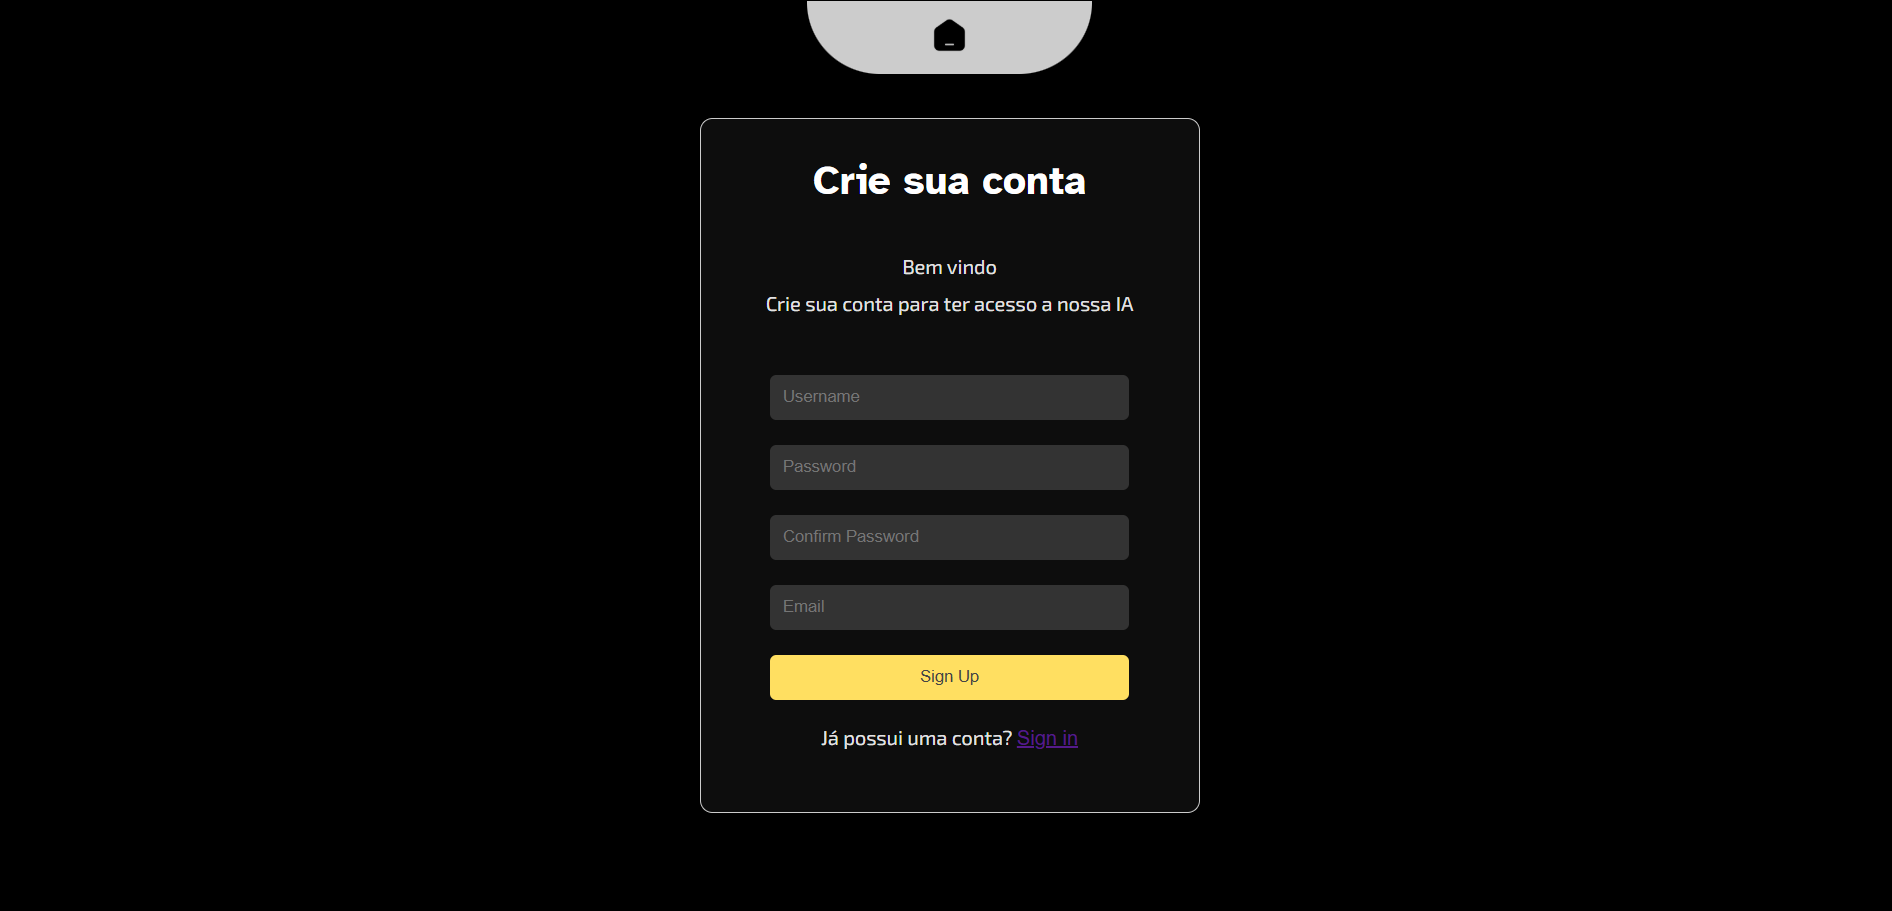 Crie sua conta
Bem vindo
Crie sua conta para ter acesso a nossa IA
Username
Password
Confirm Password
Email
Sign Up
Já possui uma conta? Sign in